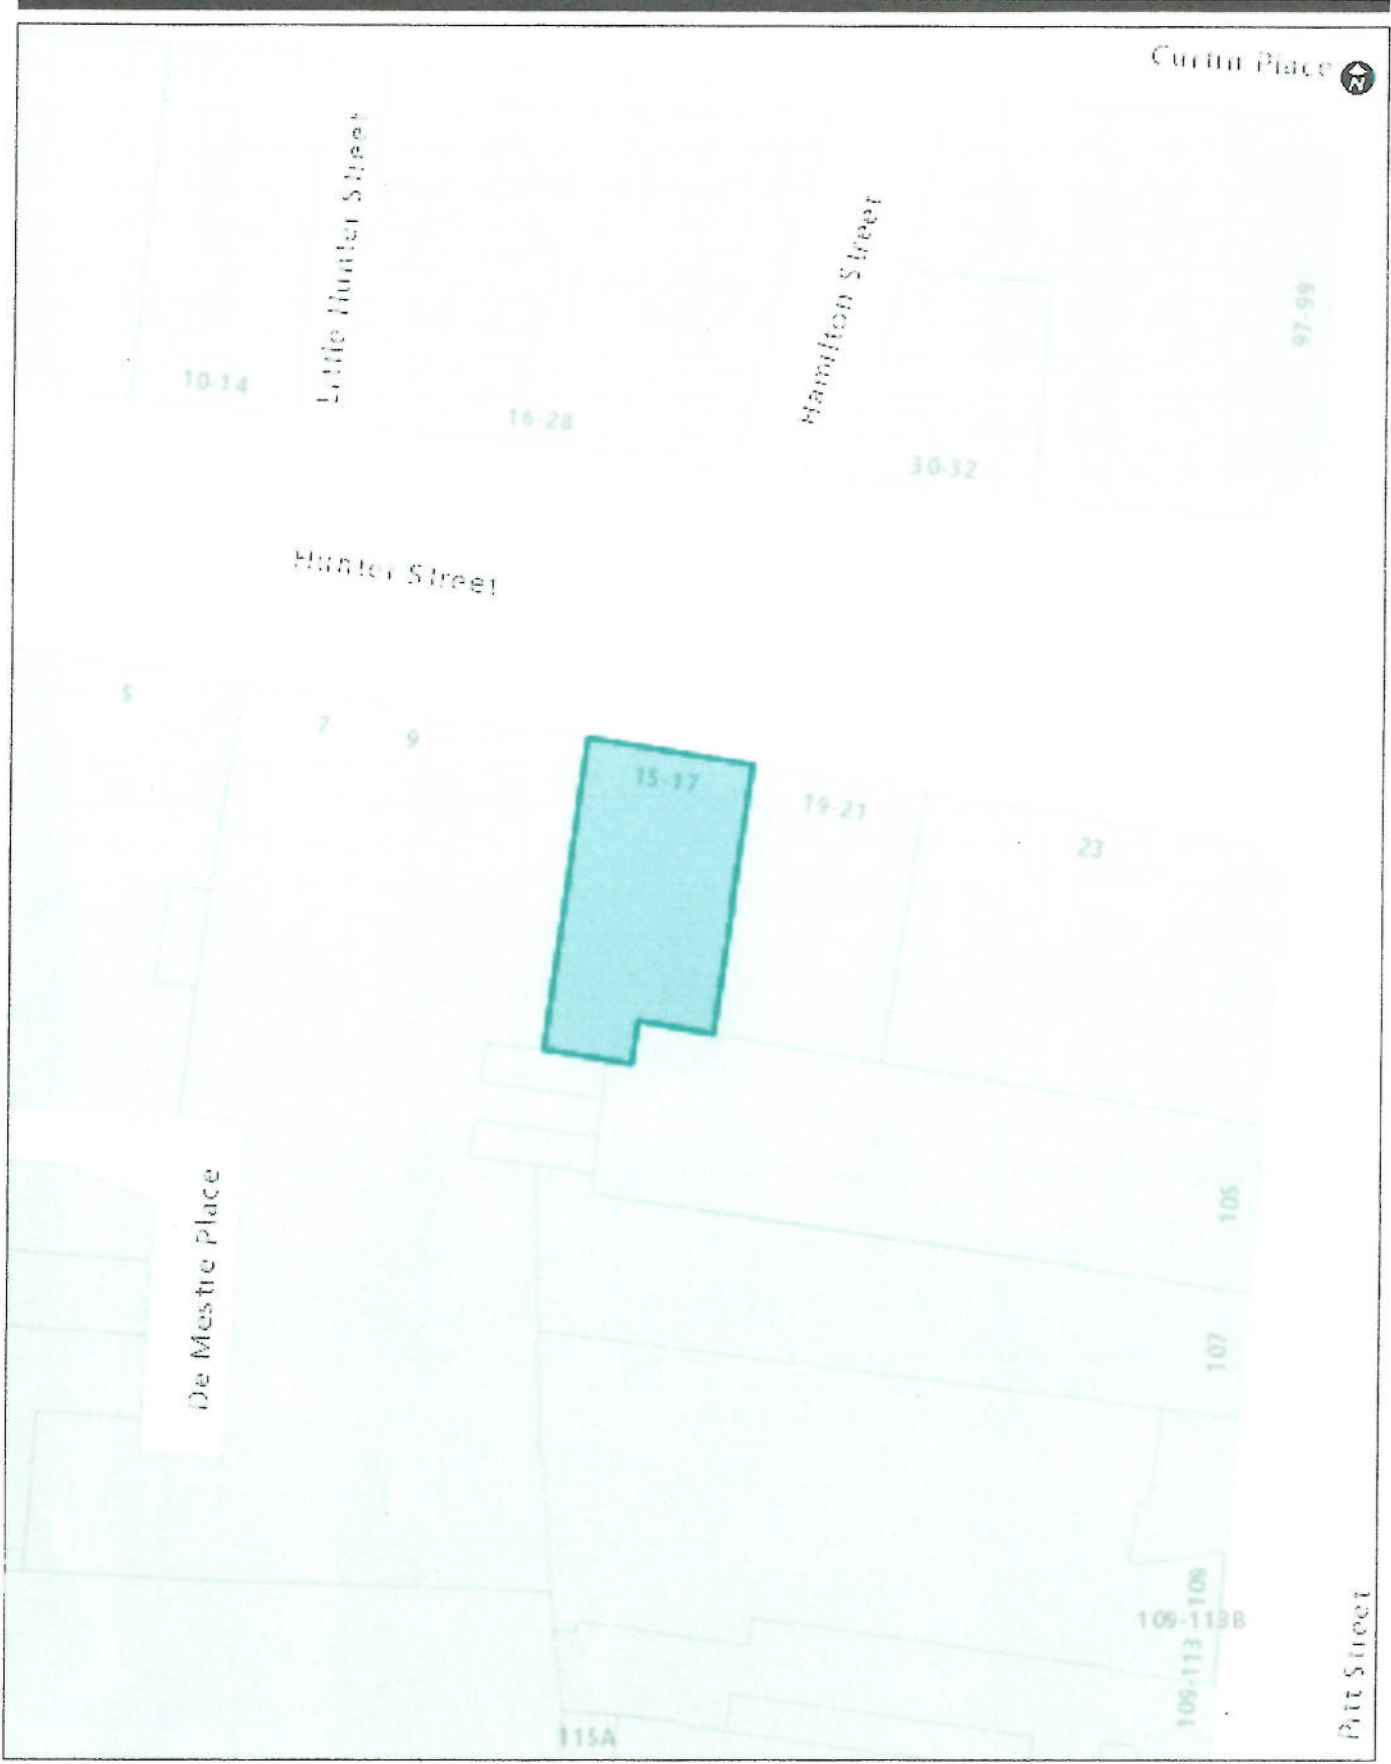 Curtin Place
N
Little Hunter Street
Hamilton Street
97-99
10-14
16-28
30-32
Hunter Street
5
7
9
15-17
19-21
23
De Mestre Place
105
107
109
109-113B
109-113
Pitt Street
115A